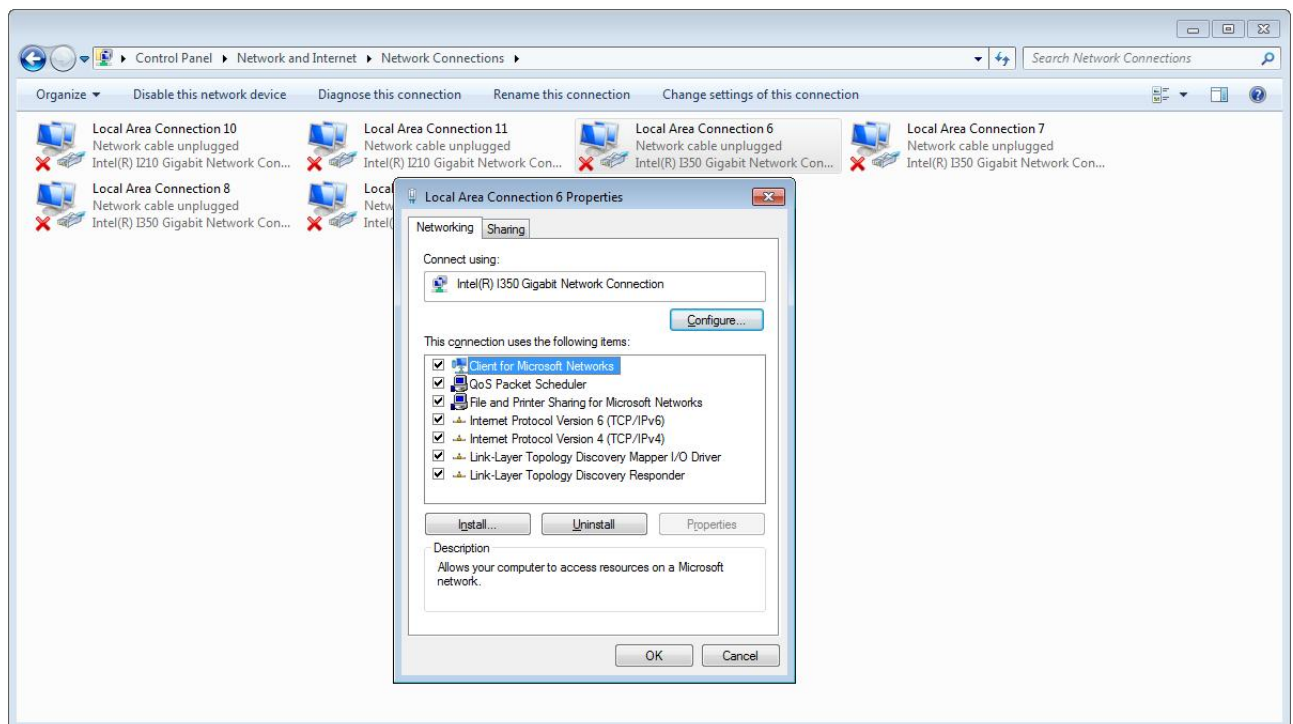 Control Panel ▸ Network and Internet ▸ Network Connections ▸
Search Network Connections
Organize Disable this network device Diagnose this connection Rename this connection Change settings of this connection
Local Area Connection 10
Network cable unplugged
Intel(R) I210 Gigabit Network Con...
Local Area Connection 11
Network cable unplugged
Intel(R) I210 Gigabit Network Con...
Local Area Connection 6
Network cable unplugged
Intel(R) I350 Gigabit Network Con...
Local Area Connection 7
Network cable unplugged
Intel(R) I350 Gigabit Network Con...
Local Area Connection 8
Network cable unplugged
Intel(R) I350 Gigabit Network Con...
Local
Netw
Intel(
Local Area Connection 6 Properties
Networking Sharing
Connect using:
Intel(R) I350 Gigabit Network Connection
Configure...
This connection uses the following items:
Client for Microsoft Networks
QoS Packet Scheduler
File and Printer Sharing for Microsoft Networks
Internet Protocol Version 6 (TCP/IPv6)
Internet Protocol Version 4 (TCP/IPv4)
Link-Layer Topology Discovery Mapper I/O Driver
Link-Layer Topology Discovery Responder
Install... Uninstall Properties
Description
Allows your computer to access resources on a Microsoft
network.
OK Cancel